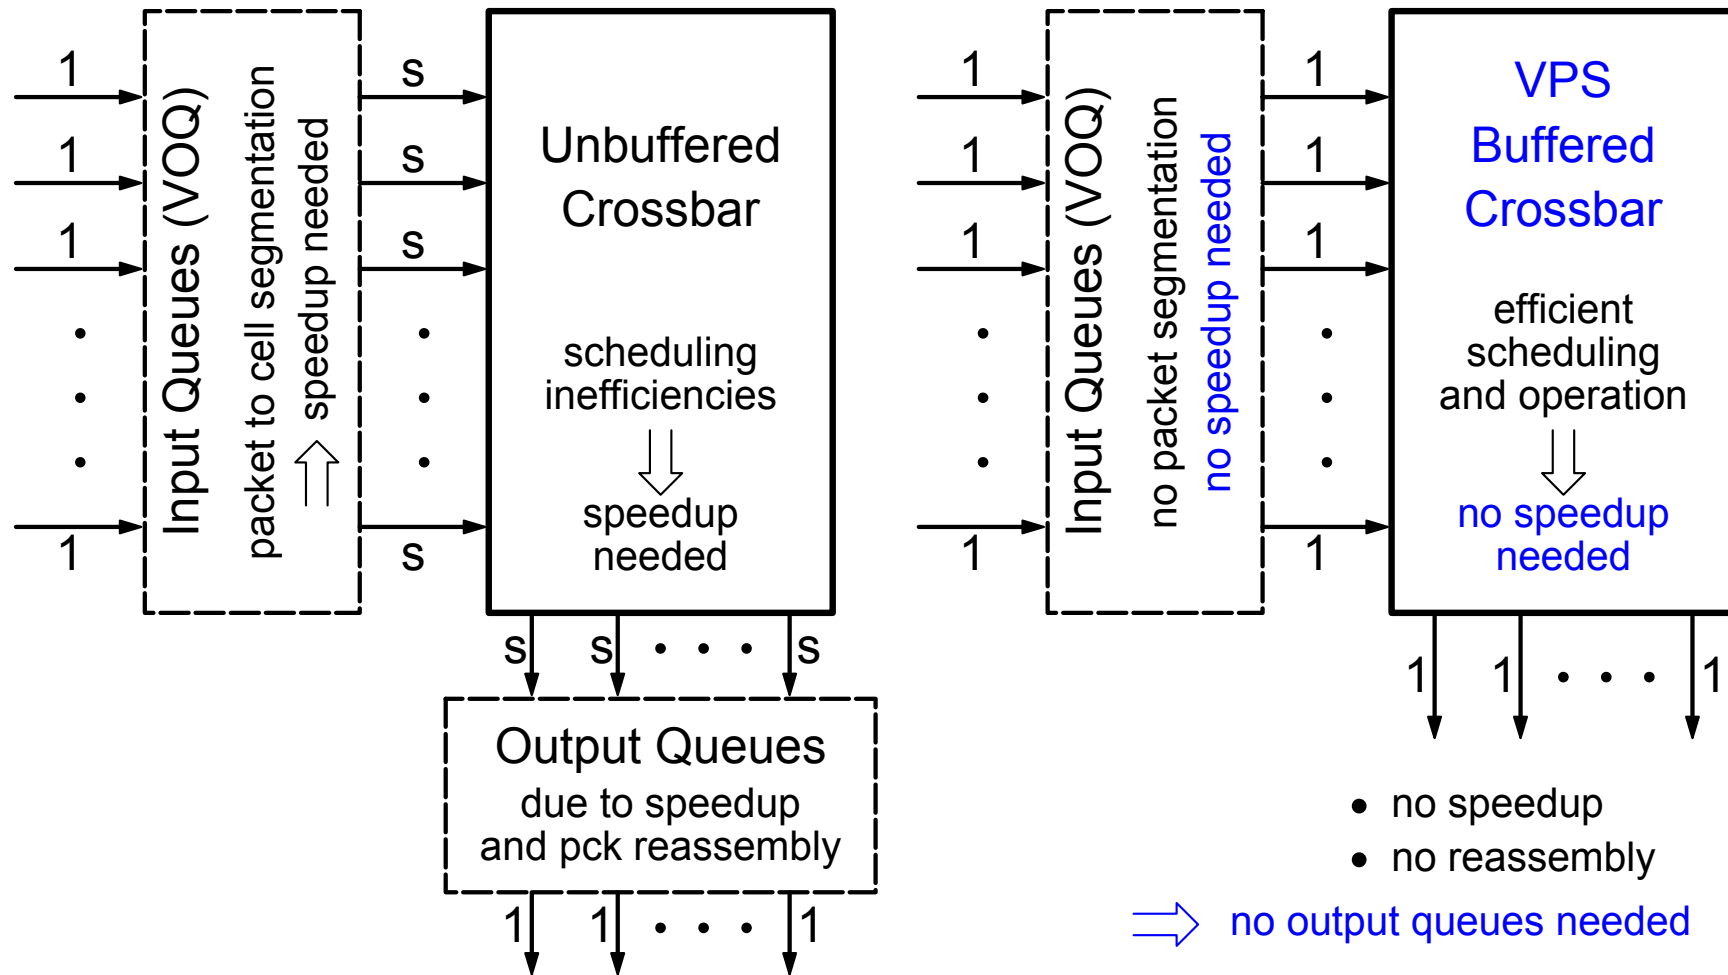 1
1
1
1
Input Queues (VOQ)
packet to cell segmentation
speedup needed
s
s
s
s
Unbuffered
Crossbar
scheduling
inefficiencies
speedup
needed
s
s
s
Output Queues
due to speedup
and pck reassembly
1
1
1
1
1
1
1
Input Queues (VOQ)
no packet segmentation
no speedup needed
1
1
1
1
VPS
Buffered
Crossbar
efficient
scheduling
and operation
no speedup
needed
1
1
1
• no speedup
• no reassembly
no output queues needed